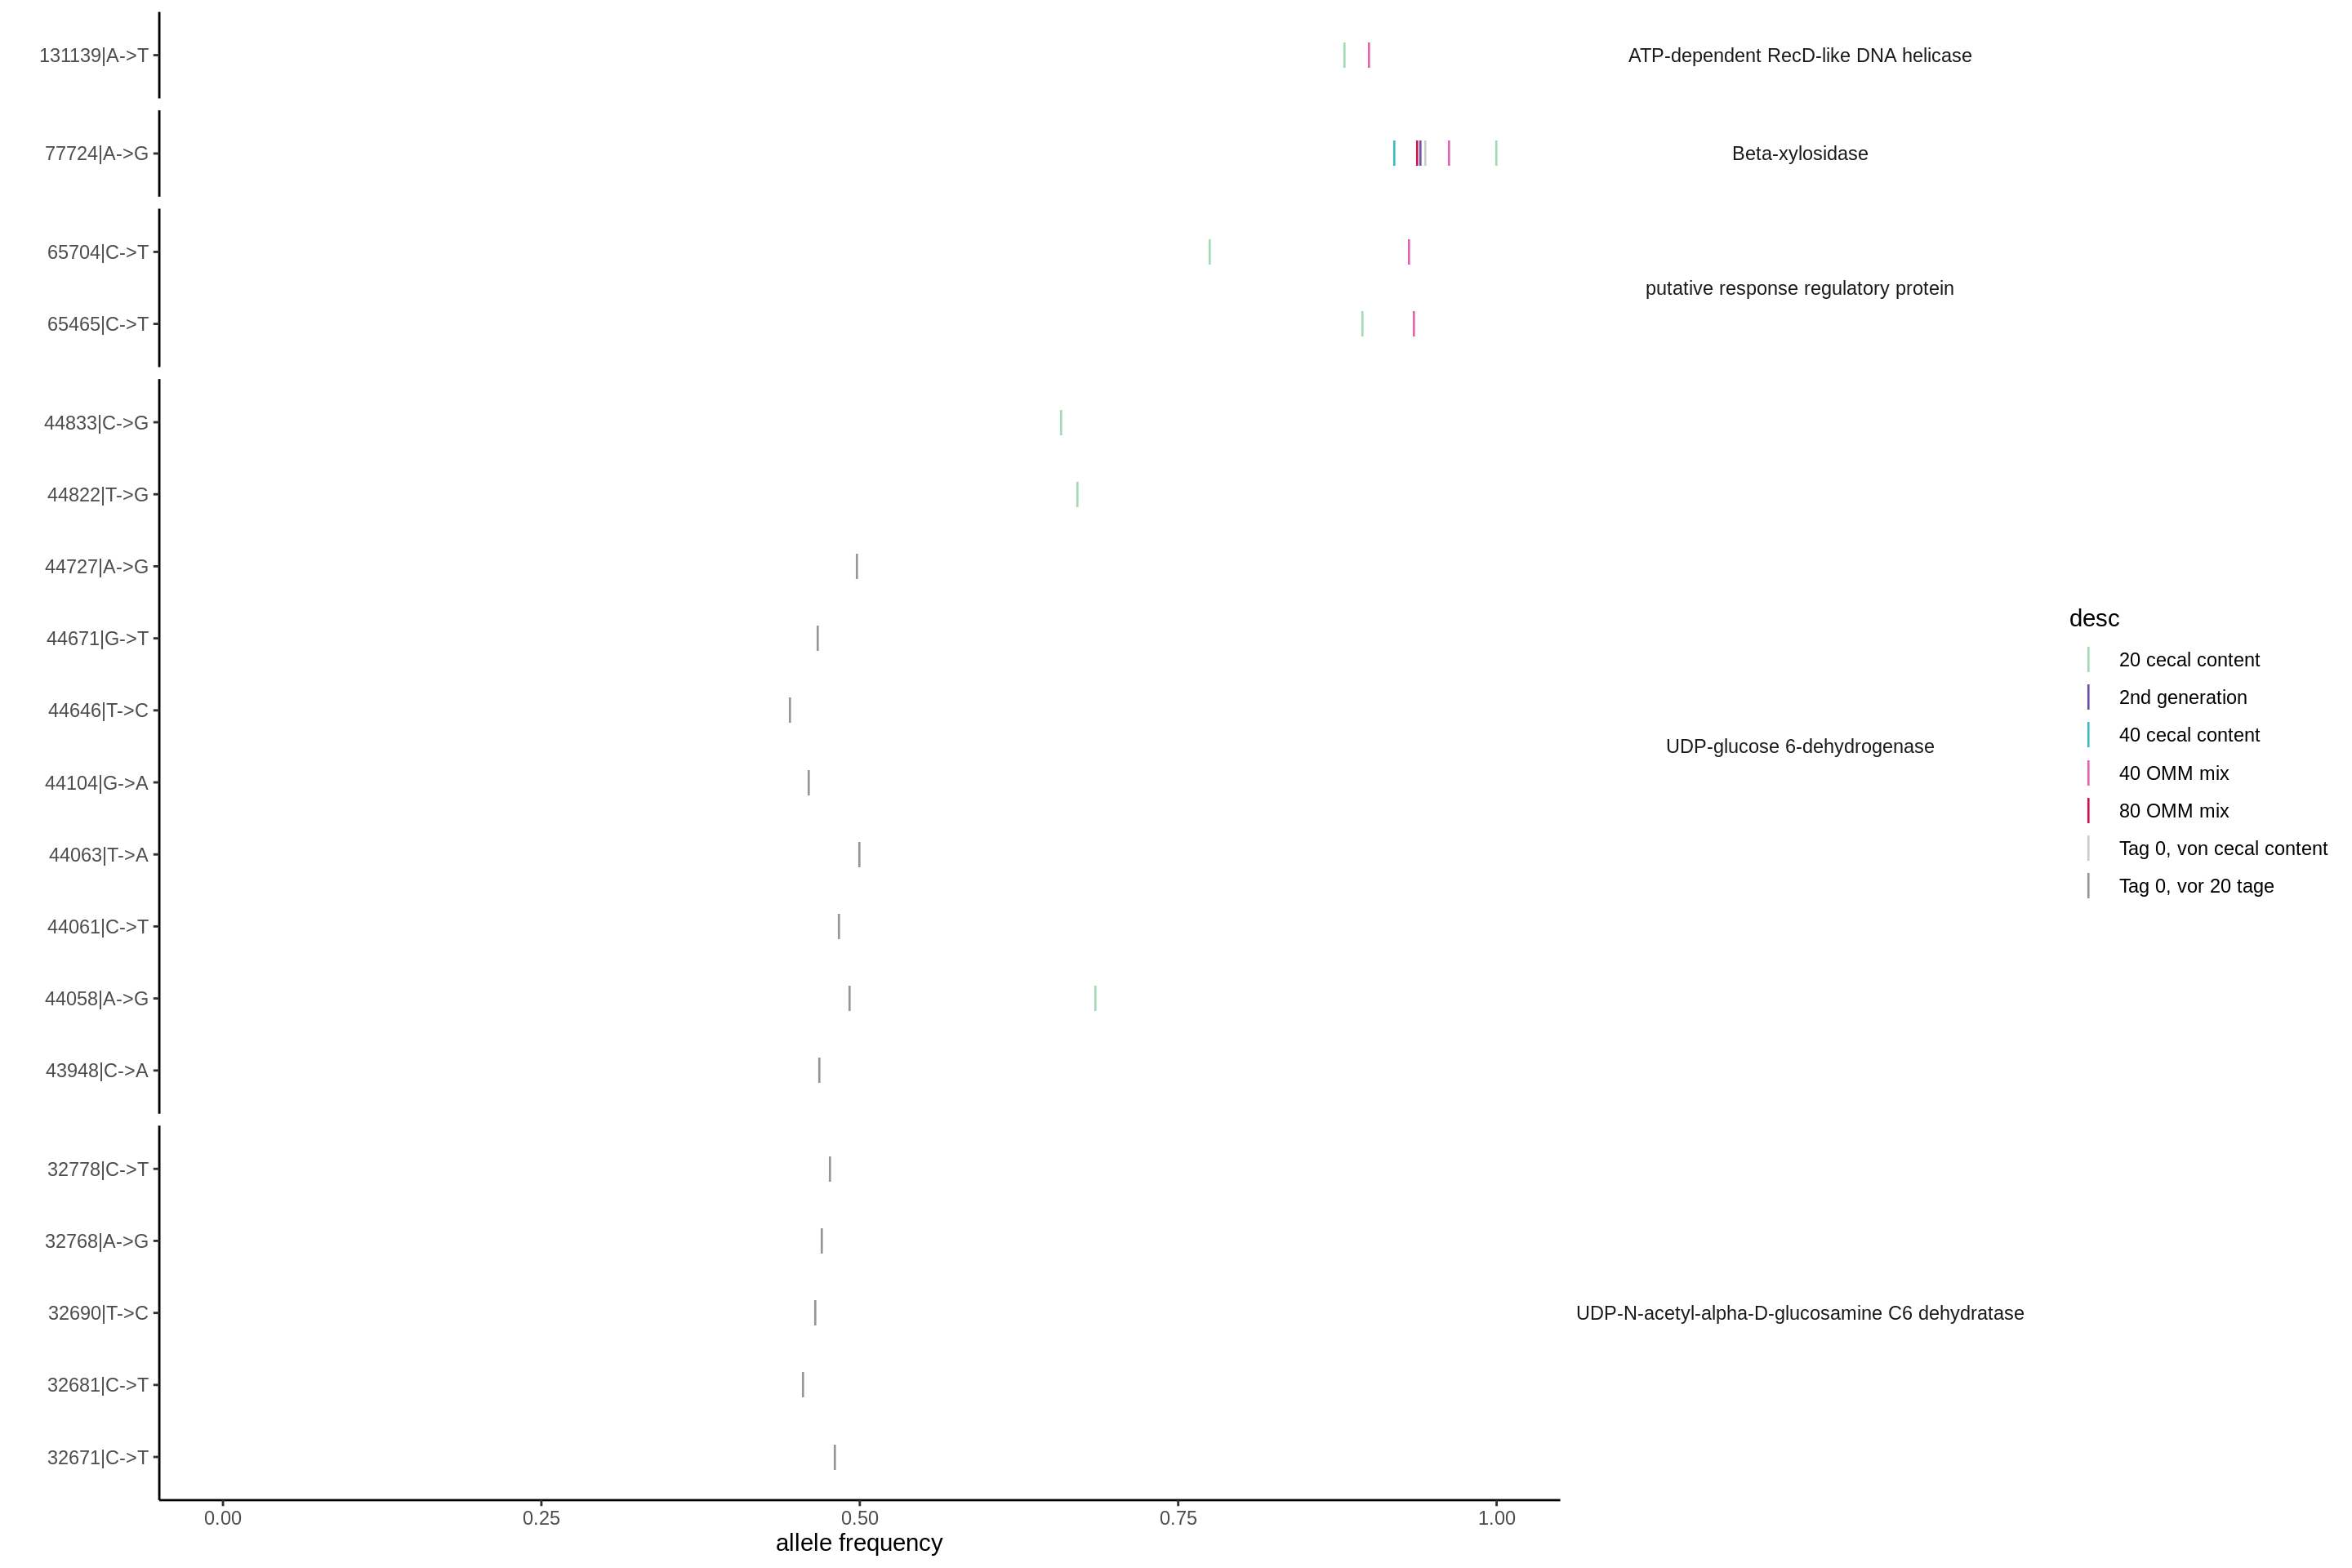 131139|A->T
ATP-dependent RecD-like DNA helicase
77724|A->G
Beta-xylosidase
65704|C->T
65465|C->T
putative response regulatory protein
44833|C->G
44822|T->G
44727|A->G
44671|G->T
44646|T->C
44104|G->A
44063|T->A
44061|C->T
44058|A->G
43948|C->A
UDP-glucose 6-dehydrogenase
32778|C->T
32768|A->G
32690|T->C
32681|C->T
32671|C->T
UDP-N-acetyl-alpha-D-glucosamine C6 dehydratase
0.00 0.25 0.50 0.75 1.00
allele frequency
desc
20 cecal content
2nd generation
40 cecal content
40 OMM mix
80 OMM mix
Tag 0, von cecal content
Tag 0, vor 20 tage